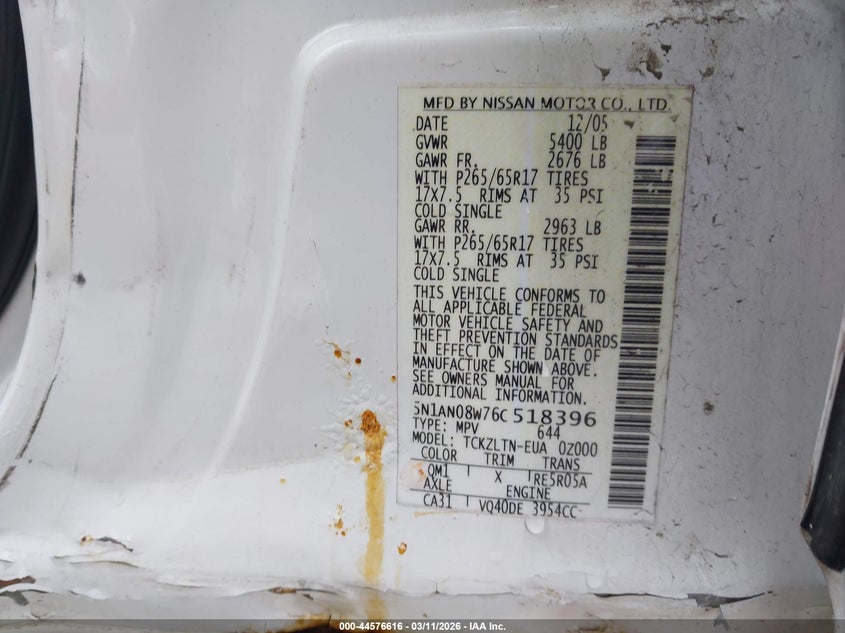 MFD BY NISSAN MOTOR CO., LTD.
DATE 12/05
GVWR 5400 LB
GAWR FR. 2676 LB
WITH P265/65R17 TIRES
17X7.5 RIMS AT 35 PSI
COLD SINGLE
GAWR RR. 2963 LB
WITH P265/65R17 TIRES
17X7.5 RIMS AT 35 PSI
COLD SINGLE
THIS VEHICLE CONFORMS TO
ALL APPLICABLE FEDERAL
MOTOR VEHICLE SAFETY AND
THEFT PREVENTION STANDARDS
IN EFFECT ON THE DATE OF
MANUFACTURE SHOWN ABOVE.
SEE OWNERS MANUAL FOR
ADDITIONAL INFORMATION.
5N1AN08W76C518396
TYPE: MPV 644
MODEL: TCKZLTN-EUA 0Z000
COLOR TRIM TRANS
QM1 X RE5R05A
AXLE ENGINE
CA31 VQ40DE 3954CC
000-44576616 - 03/11/2026 - IAA Inc.